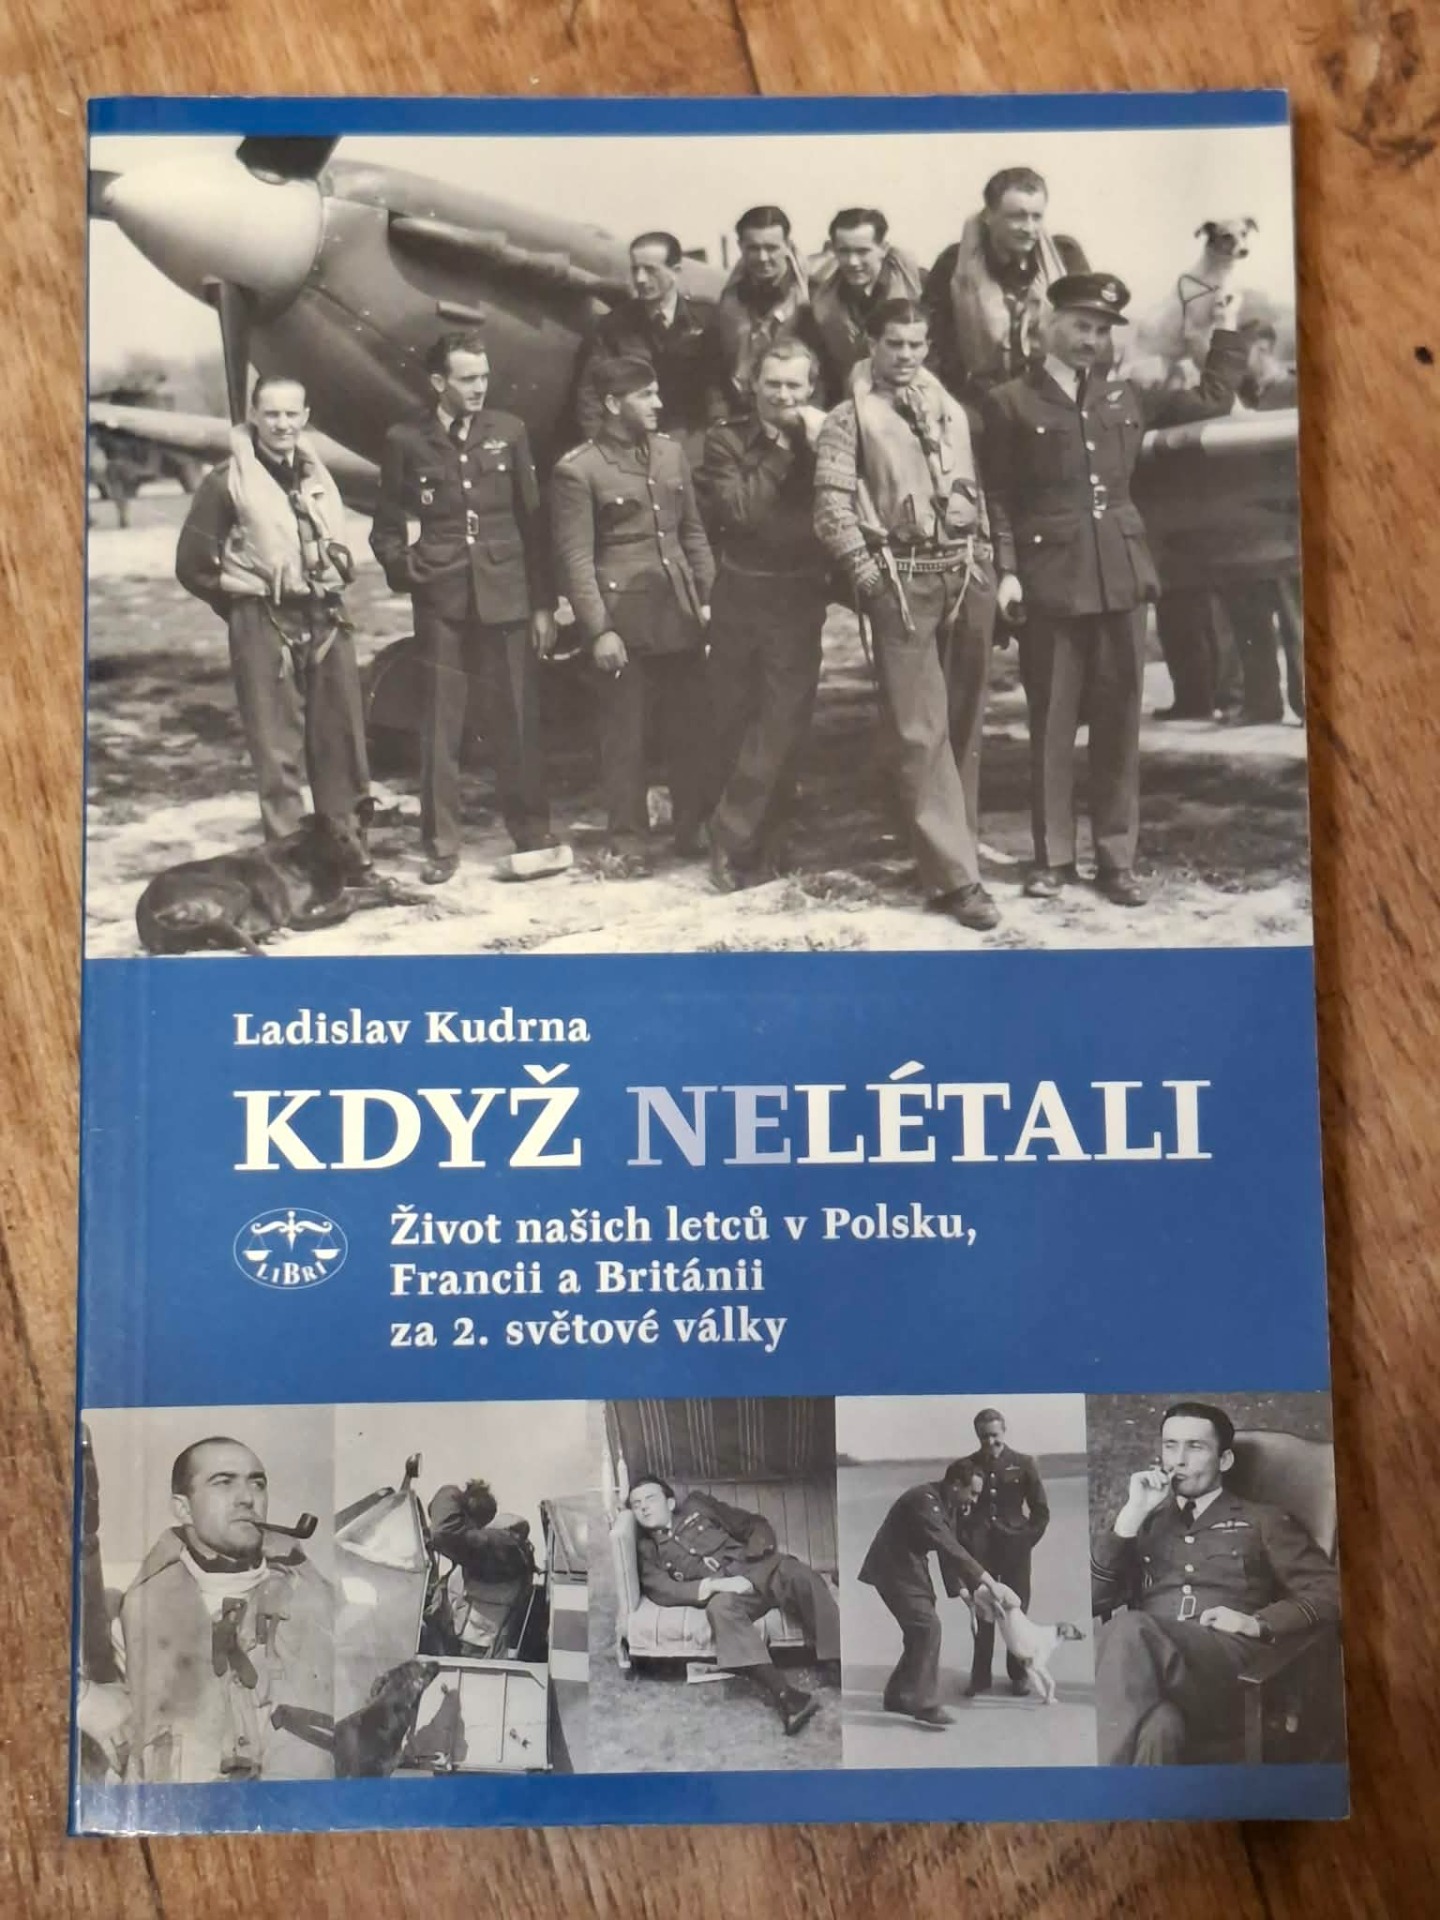 Ladislav Kudrna
KDYŽ NELÉTALI
LIBRI
Život našich letců v Polsku,
Francii a Británii
za 2. světové války